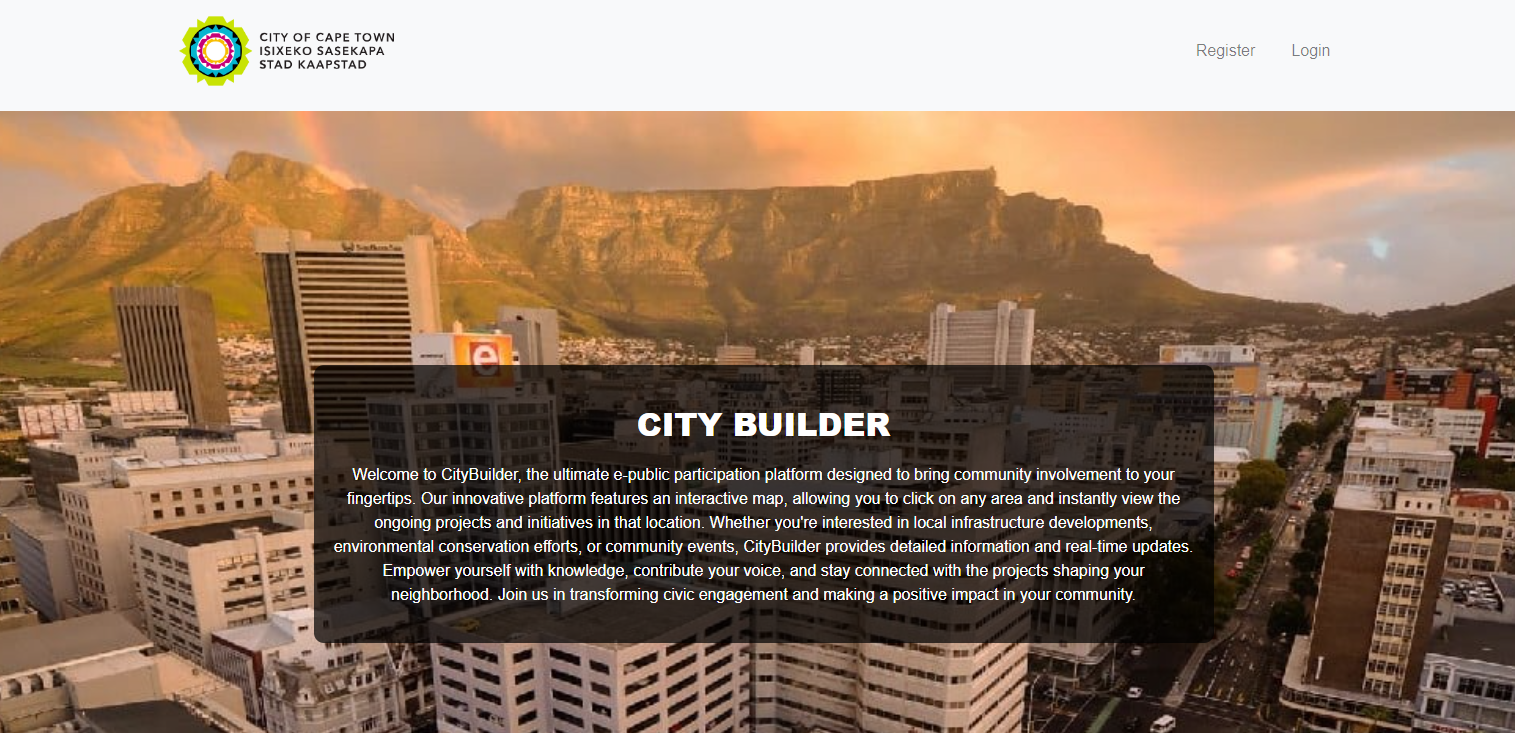 CITY OF CAPE TOWN
ISIXEKO SASEKAPA
STAD KAAPSTAD
Register
Login
e
CITY BUILDER
Welcome to CityBuilder, the ultimate e-public participation platform designed to bring community involvement to your
fingertips. Our innovative platform features an interactive map, allowing you to click on any area and instantly view the
ongoing projects and initiatives in that location. Whether you're interested in local infrastructure developments,
environmental conservation efforts, or community events, CityBuilder provides detailed information and real-time updates.
Empower yourself with knowledge, contribute your voice, and stay connected with the projects shaping your
neighborhood. Join us in transforming civic engagement and making a positive impact in your community.